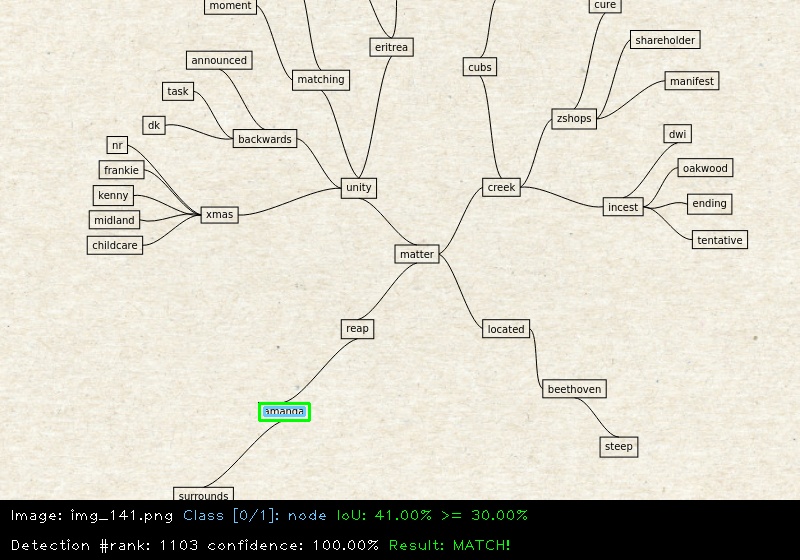 moment
cure
eritrea
shareholder
announced
matching
cubs
manifest
task
zshops
dk
backwards
dwi
nr
frankie
oakwood
kenny
unity
creek
ending
midland
xmas
incest
childcare
tentative
matter
reap
located
beethoven
amanda
steep
surrounds
Image: img_141.png Class [0/1]: node IoU: 41.00% >= 30.00%
Detection #rank: 1103 confidence: 100.00% Result: MATCH!